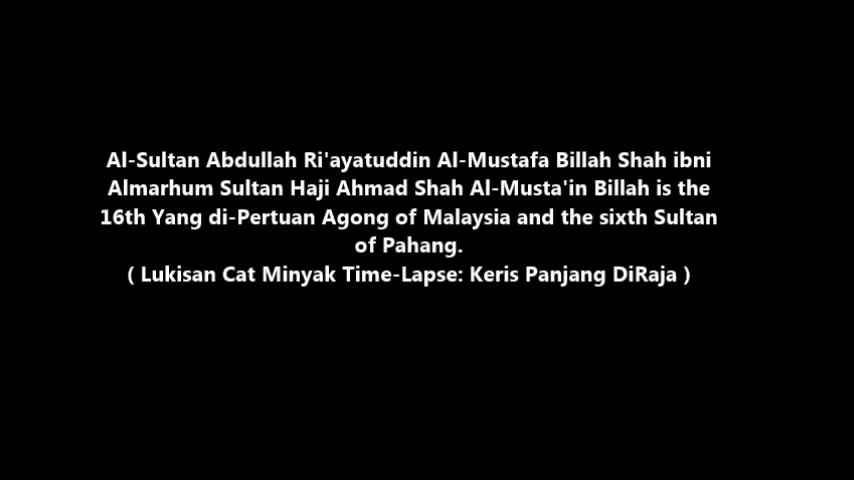 Al-Sultan Abdullah Ri'ayatuddin Al-Mustafa Billah Shah ibni
Almarhum Sultan Haji Ahmad Shah Al-Musta'in Billah is the
16th Yang di-Pertuan Agong of Malaysia and the sixth Sultan
of Pahang.
( Lukisan Cat Minyak Time-Lapse: Keris Panjang DiRaja )